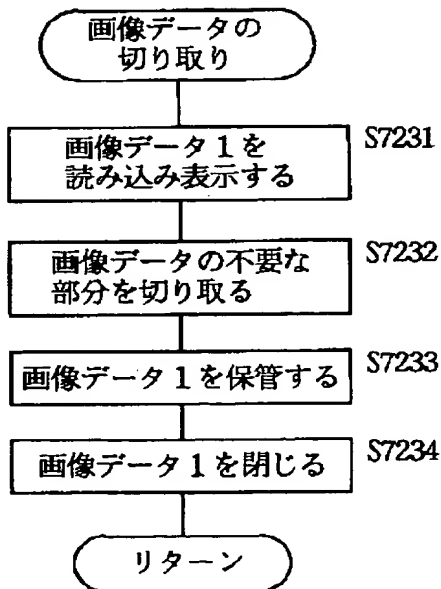 画像データの
切り取り
画像データ１を
読み込み表示する
S7231
画像データの不要な
部分を切り取る
S7232
画像データ１を保管する
S7233
画像データ１を閉じる
S7234
リターン